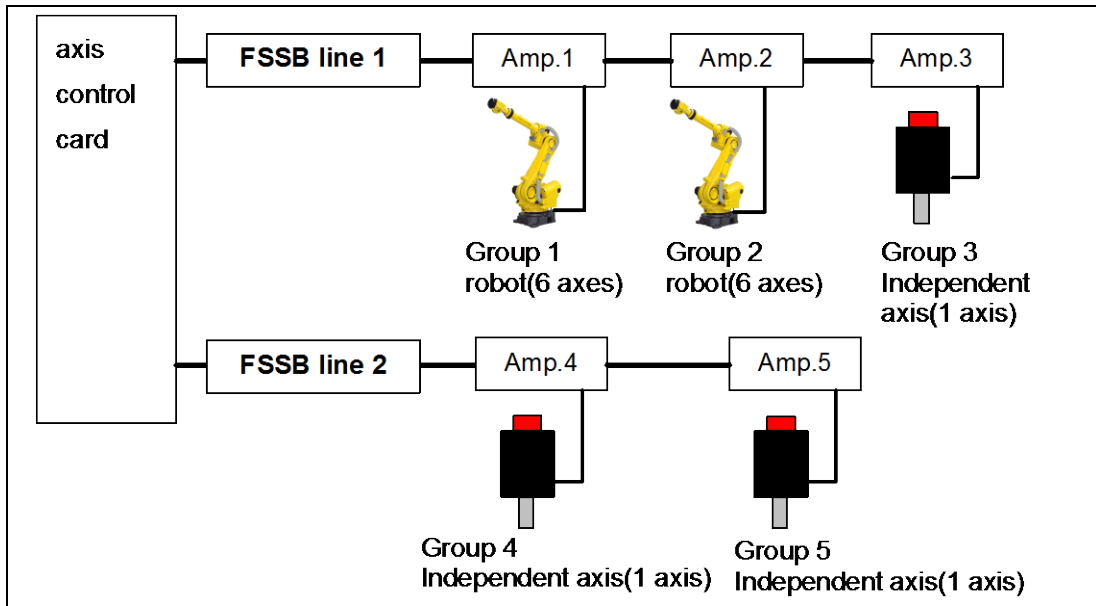 axis
control
card
FSSB line 1
Amp.1
Amp.2
Amp.3
Group 1
robot(6 axes)
Group 2
robot(6 axes)
Group 3
Independent
axis(1 axis)
FSSB line 2
Amp.4
Amp.5
Group 4
Independent axis(1 axis)
Group 5
Independent axis(1 axis)